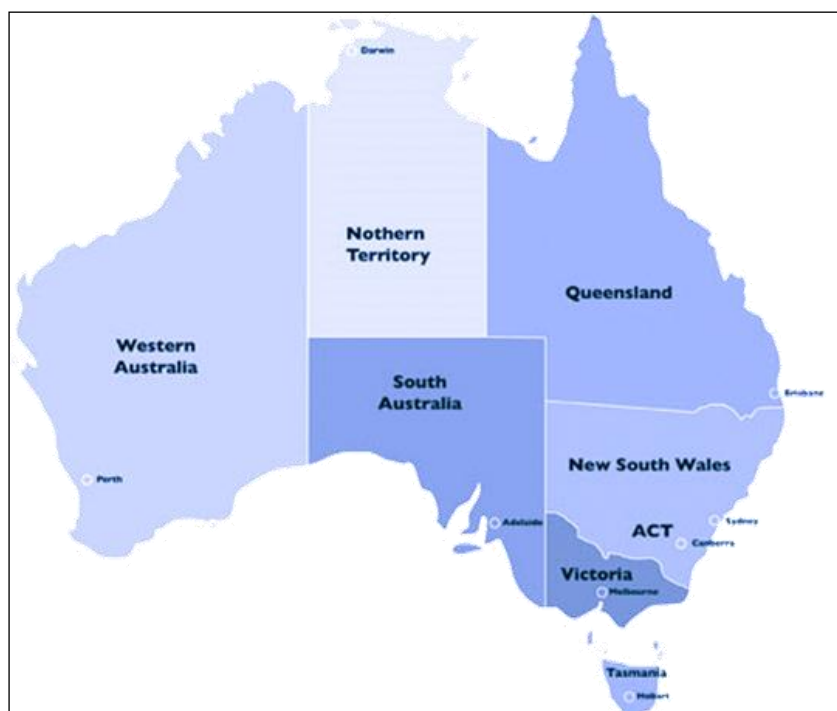 Darwin
Nothern
Territory
Queensland
Western
Australia
South
Australia
Brisbane
New South Wales
Perth
Adelaide
Sydney
ACT
Canberra
Victoria
Melbourne
Tasmania
Hobart